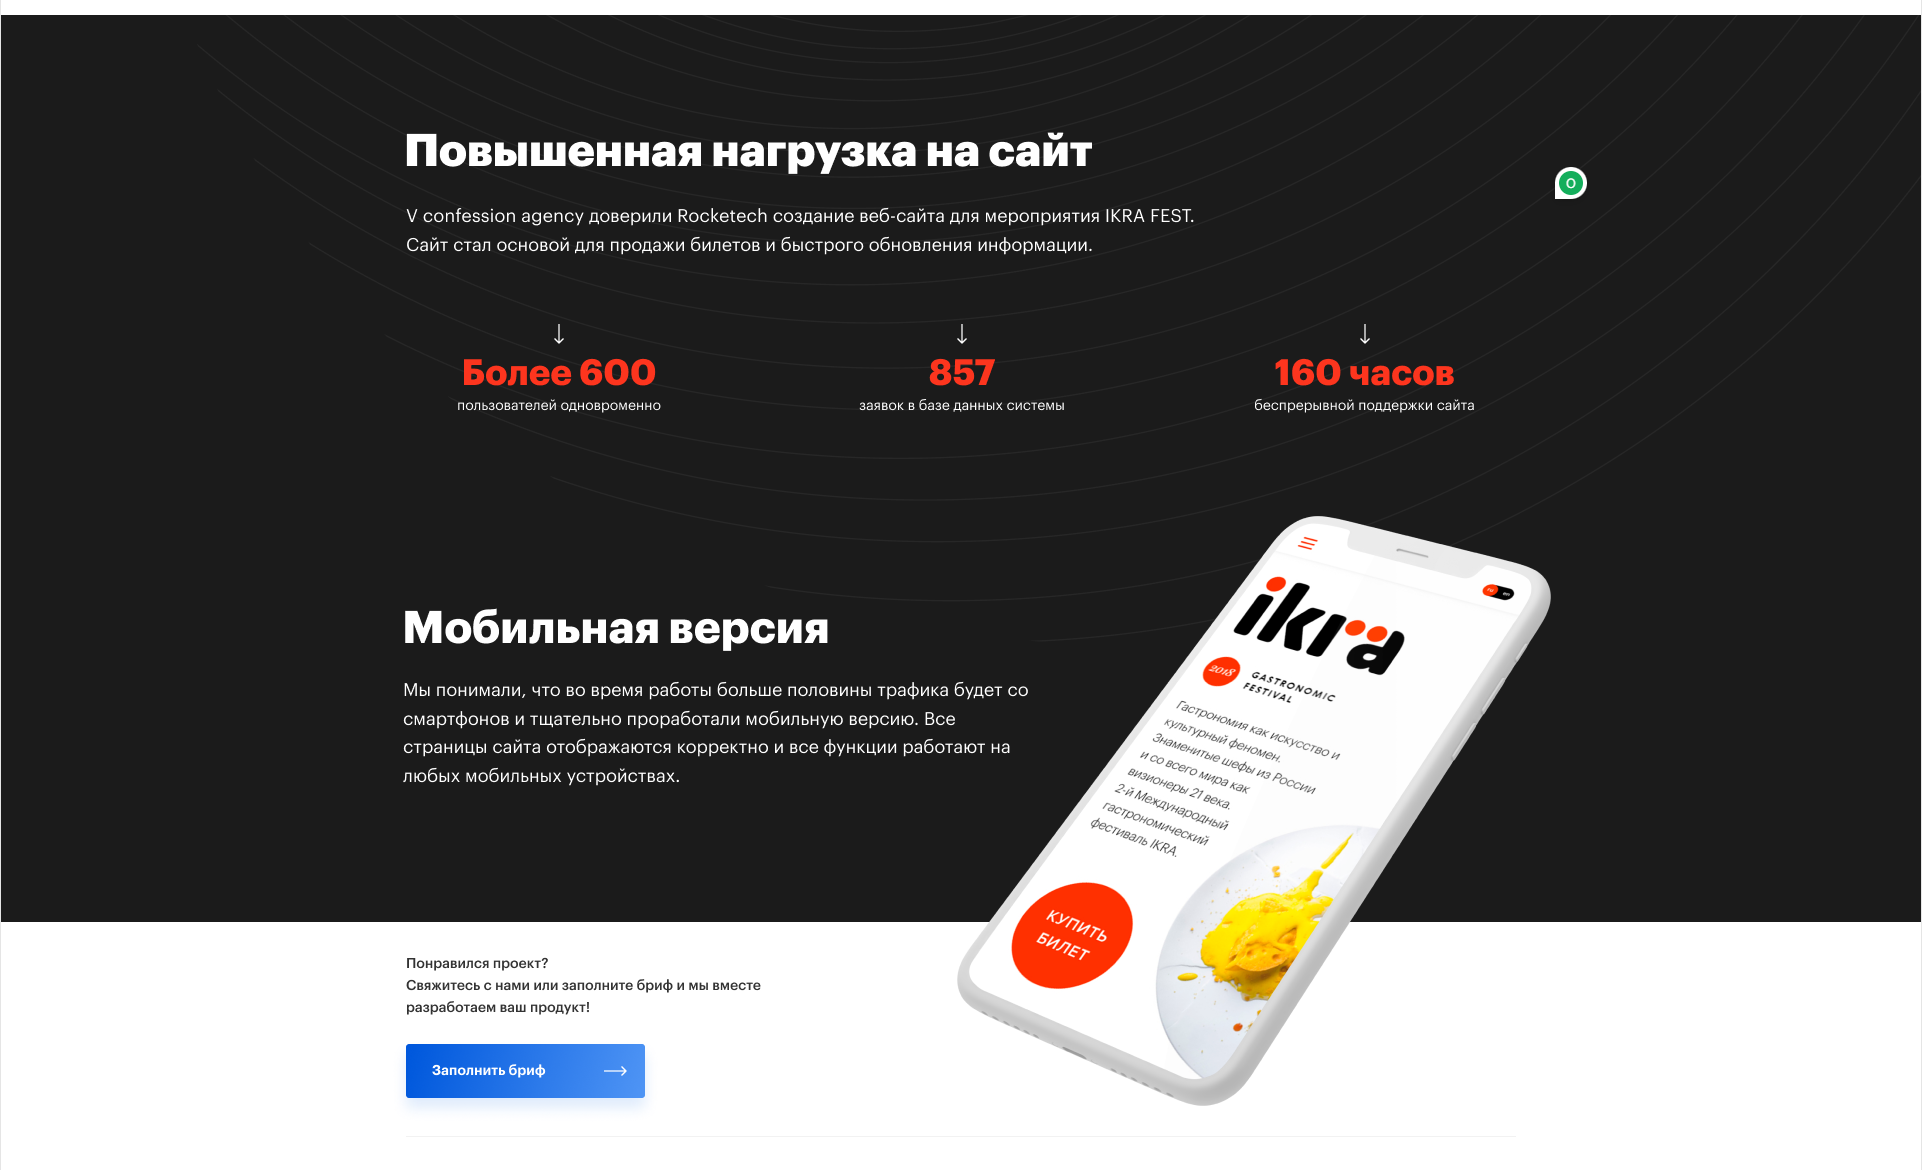 Повышенная нагрузка на сайт
O
V confession agency доверили Rocketech создание веб-сайта для мероприятия IKRA FEST.
Сайт стал основой для продажи билетов и быстрого обновления информации.
Более 600
пользователей одновроменно
857
заявок в базе данных системы
160 часов
беспрерывной поддержки сайта
Мобильная версия
Мы понимали, что во время работы больше половины трафика будет со
смартфонов и тщательно проработали мобильную версию. Все
страницы сайта отображаются корректно и все функции работают на
любых мобильных устройствах.
ru en
ikra
2018
GASTRONOMIC
FESTIVAL
Гастрономия как искусство и
культурный феномен.
Знаменитые шефы из России
и со всего мира как
визионеры 21 века.
2-й Международный
гастрономический
фестиваль IKRA.
КУПИТЬ
БИЛЕТ
Понравился проект?
Свяжитесь с нами или заполните бриф и мы вместе
разработаем ваш продукт!
Заполнить бриф